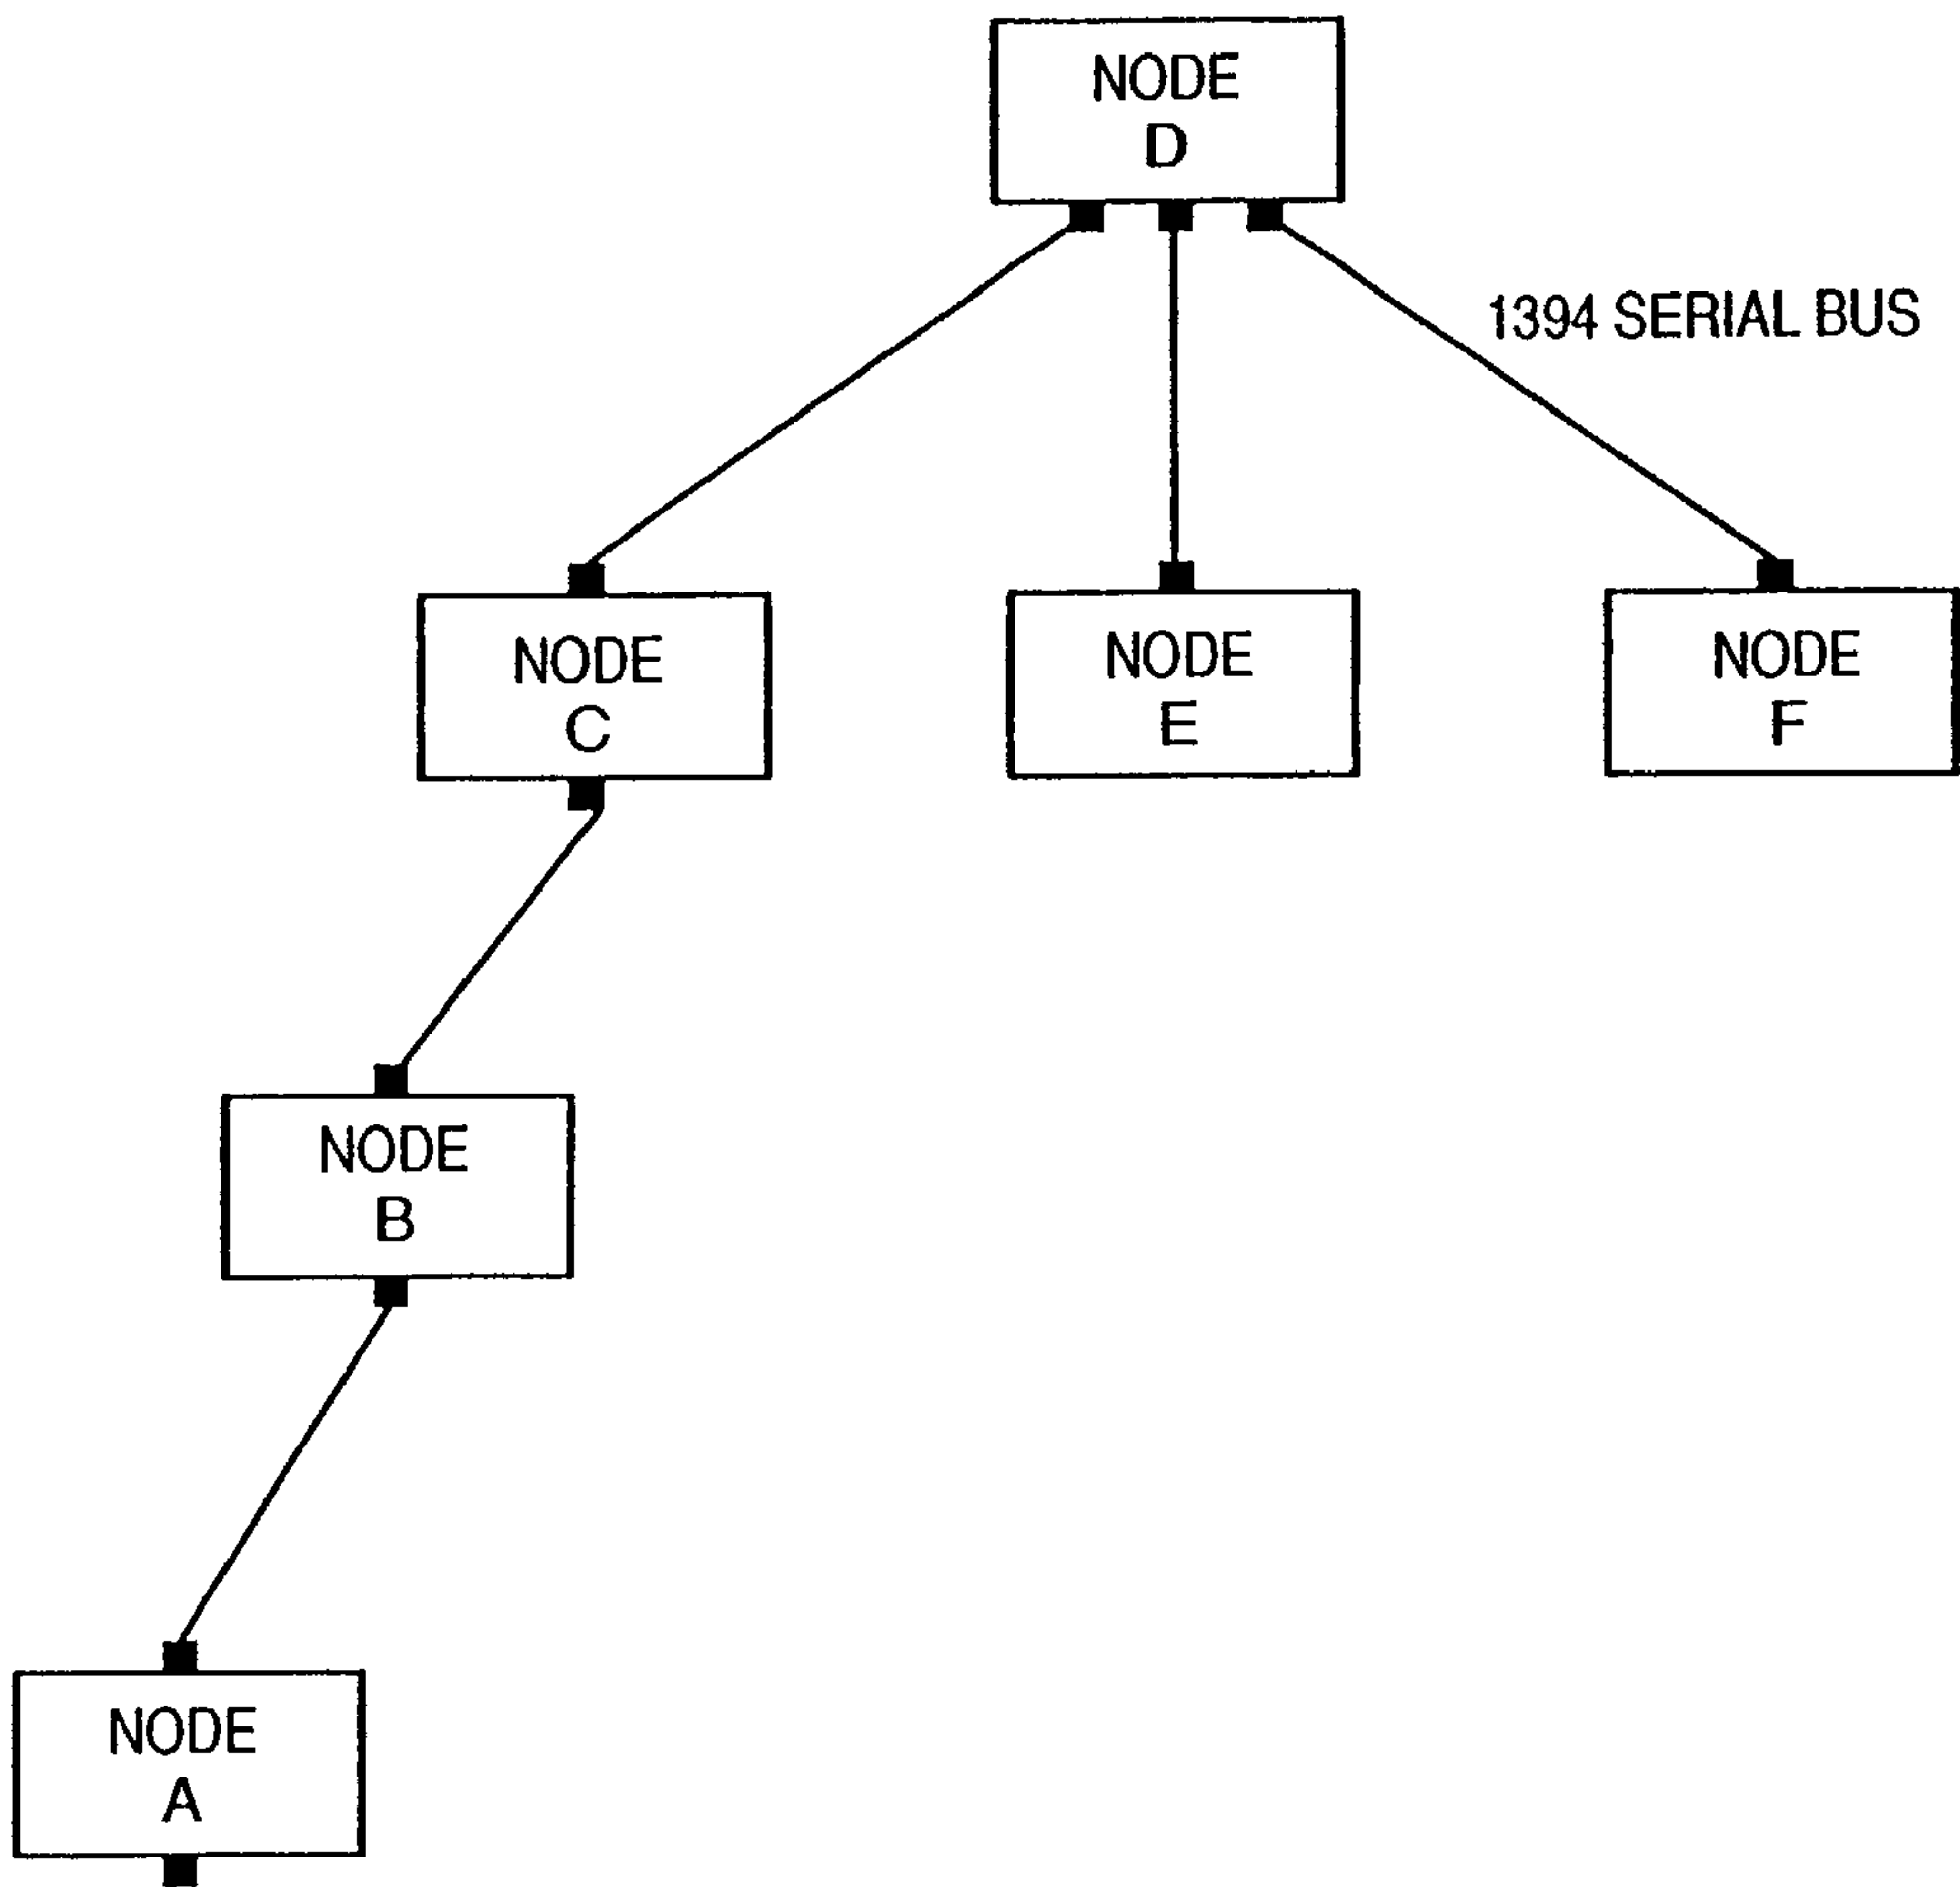 NODE
D
1394 SERIAL BUS
NODE
C
NODE
E
NODE
F
NODE
B
NODE
A